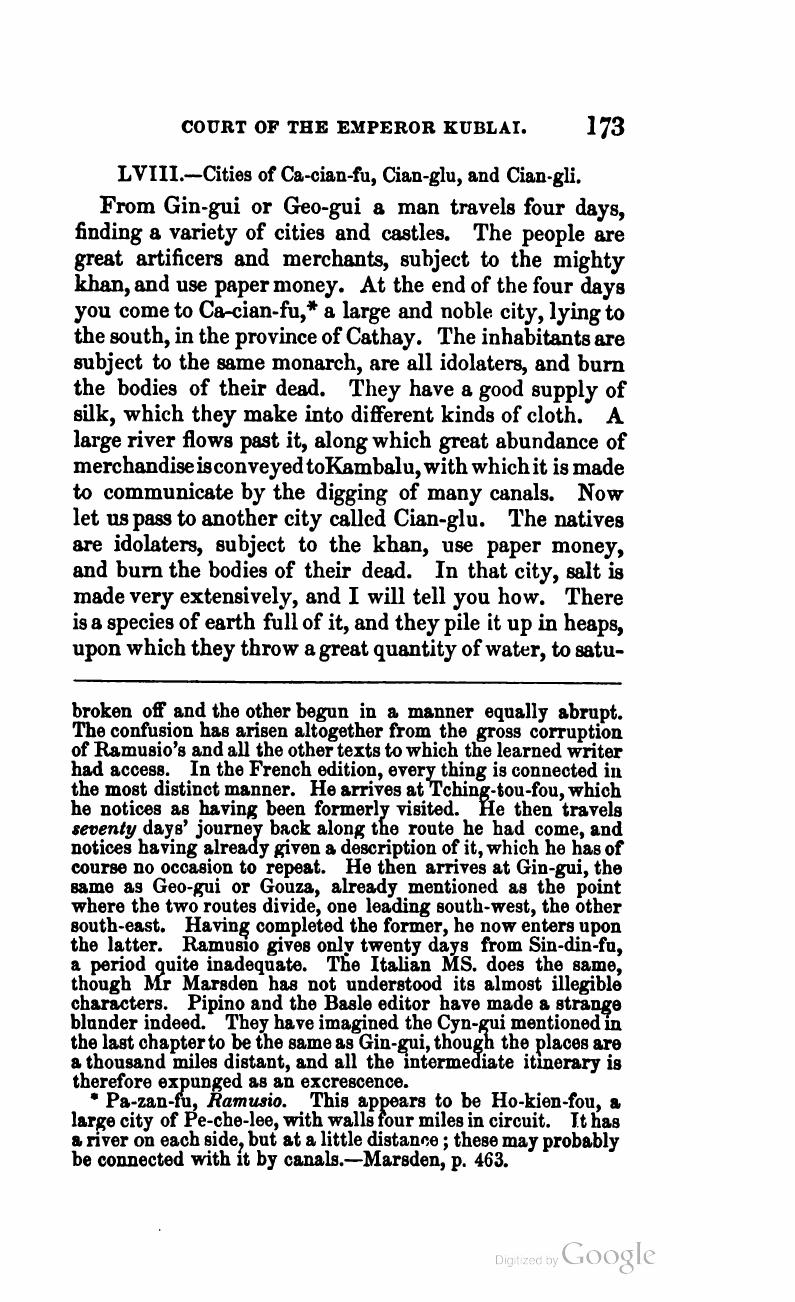 COURT OF THE EMPEROR KUBLAI. 173
LVIII.—Cities of Ca-cian-fu, Cian-glu, and Cian-gli.
From Gin-gui or Geo-gui a man travels four days,
finding a variety of cities and castles. The people are
great artificers and merchants, subject to the mighty
khan, and use paper money. At the end of the four days
you come to Ca-cian-fu,* a large and noble city, lying to
the south, in the province of Cathay. The inhabitants are
subject to the same monarch, are all idolaters, and burn
the bodies of their dead. They have a good supply of
silk, which they make into different kinds of cloth. A
large river flows past it, along which great abundance of
merchandise is conveyed to Kambalu, with which it is made
to communicate by the digging of many canals. Now
let us pass to another city called Cian-glu. The natives
are idolaters, subject to the khan, use paper money,
and burn the bodies of their dead. In that city, salt is
made very extensively, and I will tell you how. There
is a species of earth full of it, and they pile it up in heaps,
upon which they throw a great quantity of water, to satu-
broken off and the other begun in a manner equally abrupt.
The confusion has arisen altogether from the gross corruption
of Ramusio's and all the other texts to which the learned writer
had access. In the French edition, every thing is connected in
the most distinct manner. He arrives at Tching-tou-fou, which
he notices as having been formerly visited. He then travels
seventy days' journey back along the route he had come, and
notices having already given a description of it, which he has of
course no occasion to repeat. He then arrives at Gin-gui, the
same as Geo-gui or Gouza, already mentioned as the point
where the two routes divide, one leading south-west, the other
south-east. Having completed the former, he now enters upon
the latter. Ramusio gives only twenty days from Sin-din-fu,
a period quite inadequate. The Italian MS. does the same,
though Mr Marsden has not understood its almost illegible
characters. Pipino and the Basle editor have made a strange
blunder indeed. They have imagined the Cyn-gui mentioned in
the last chapter to be the same as Gin-gui, though the places are
a thousand miles distant, and all the intermediate itinerary is
therefore expunged as an excrescence.
* Pa-zan-fu, Ramusio. This appears to be Ho-kien-fou, a
large city of Pe-che-lee, with walls four miles in circuit. It has
a river on each side, but at a little distance; these may probably
be connected with it by canals.—Marsden, p. 463.
Digitized by Google